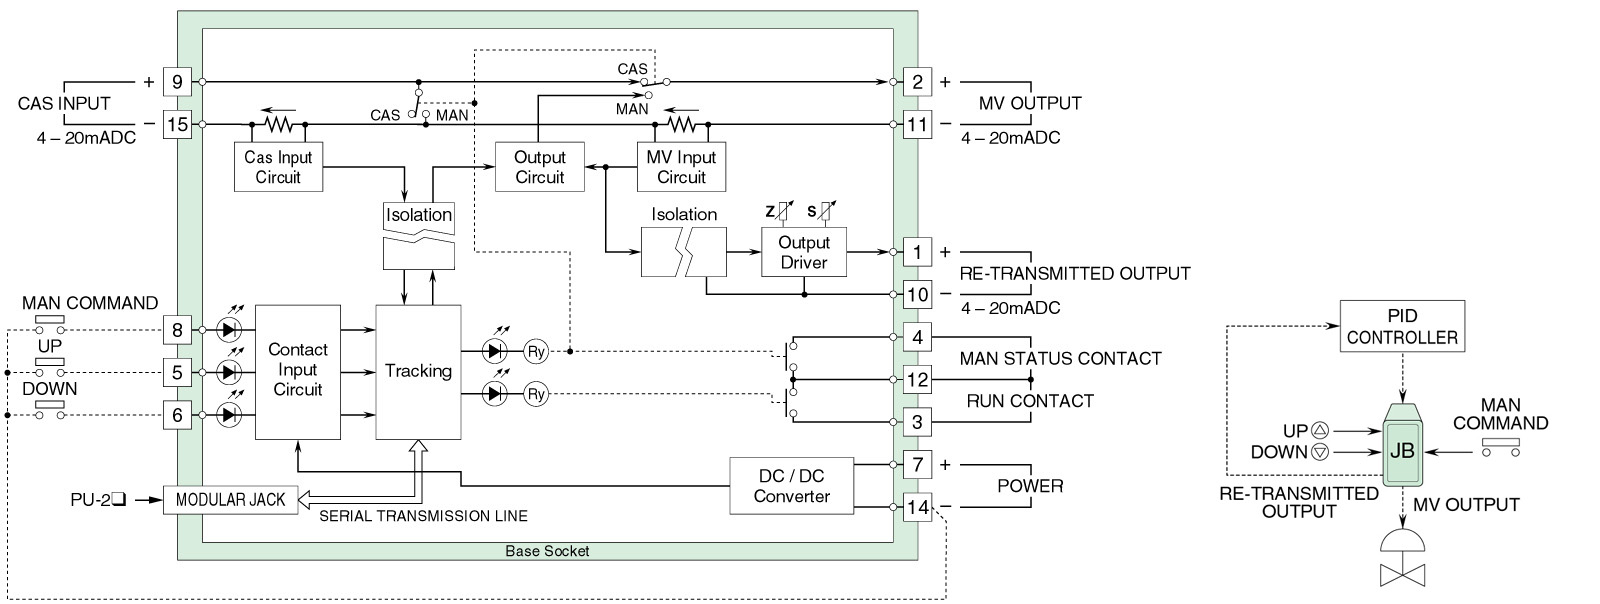 CAS INPUT
4 – 20mADC
+
−
9
15
CAS
MAN
CAS
MAN
2
11
+
−
MV OUTPUT
4 – 20mADC
Cas Input
Circuit
Output
Circuit
MV Input
Circuit
Isolation
Isolation
Z
S
Output
Driver
1
10
+
−
RE-TRANSMITTED OUTPUT
4 – 20mADC
MAN COMMAND
UP
DOWN
8
5
6
Contact
Input
Circuit
Tracking
Ry
Ry
4
12
3
MAN STATUS CONTACT
RUN CONTACT
DC / DC
Converter
7
14
+
−
POWER
PU-2❑
MODULAR JACK
SERIAL TRANSMISSION LINE
Base Socket
PID
CONTROLLER
UP
DOWN
JB
MAN
COMMAND
RE-TRANSMITTED
OUTPUT
MV OUTPUT